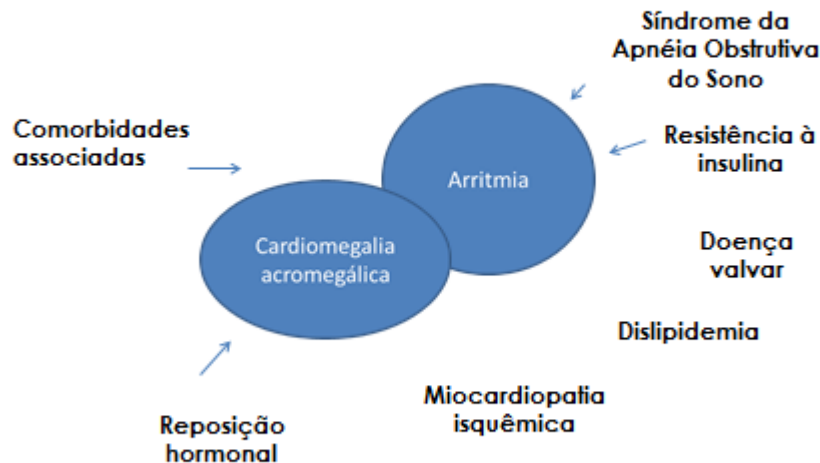 Síndrome da
Apnéia Obstrutiva
do Sono
Comorbidades
associadas
Resistência à
insulina
Arritmia
Cardiomegalia
acromegálica
Doença
valvar
Dislipidemia
Miocardiopatia
isquêmica
Reposição
hormonal